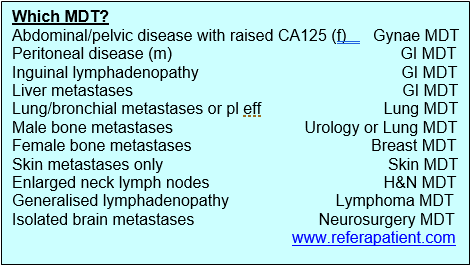 Which MDT?
Abdominal/pelvic disease with raised CA125 (f) Gynae MDT
Peritoneal disease (m) GI MDT
Inguinal lymphadenopathy GI MDT
Liver metastases GI MDT
Lung/bronchial metastases or pl eff Lung MDT
Male bone metastases Urology or Lung MDT
Female bone metastases Breast MDT
Skin metastases only Skin MDT
Enlarged neck lymph nodes H&N MDT
Generalised lymphadenopathy Lymphoma MDT
Isolated brain metastases Neurosurgery MDT
www.referapatient.com